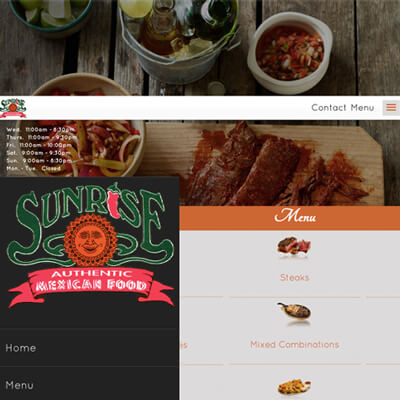 SUNRISE
Contact Menu
Wed. 11:00am - 8:30pm
Thurs. 11:00am - 9:30pm
Fri. 11:00am - 10:00pm
Sat. 9:00am - 9:30pm
Sun. 9:00am - 8:30pm
Mon. - Tue. Closed
SUNRISE
AUTHENTIC
MEXICAN FOOD
Menu
Steaks
Mixed Combinations
Home
Menu